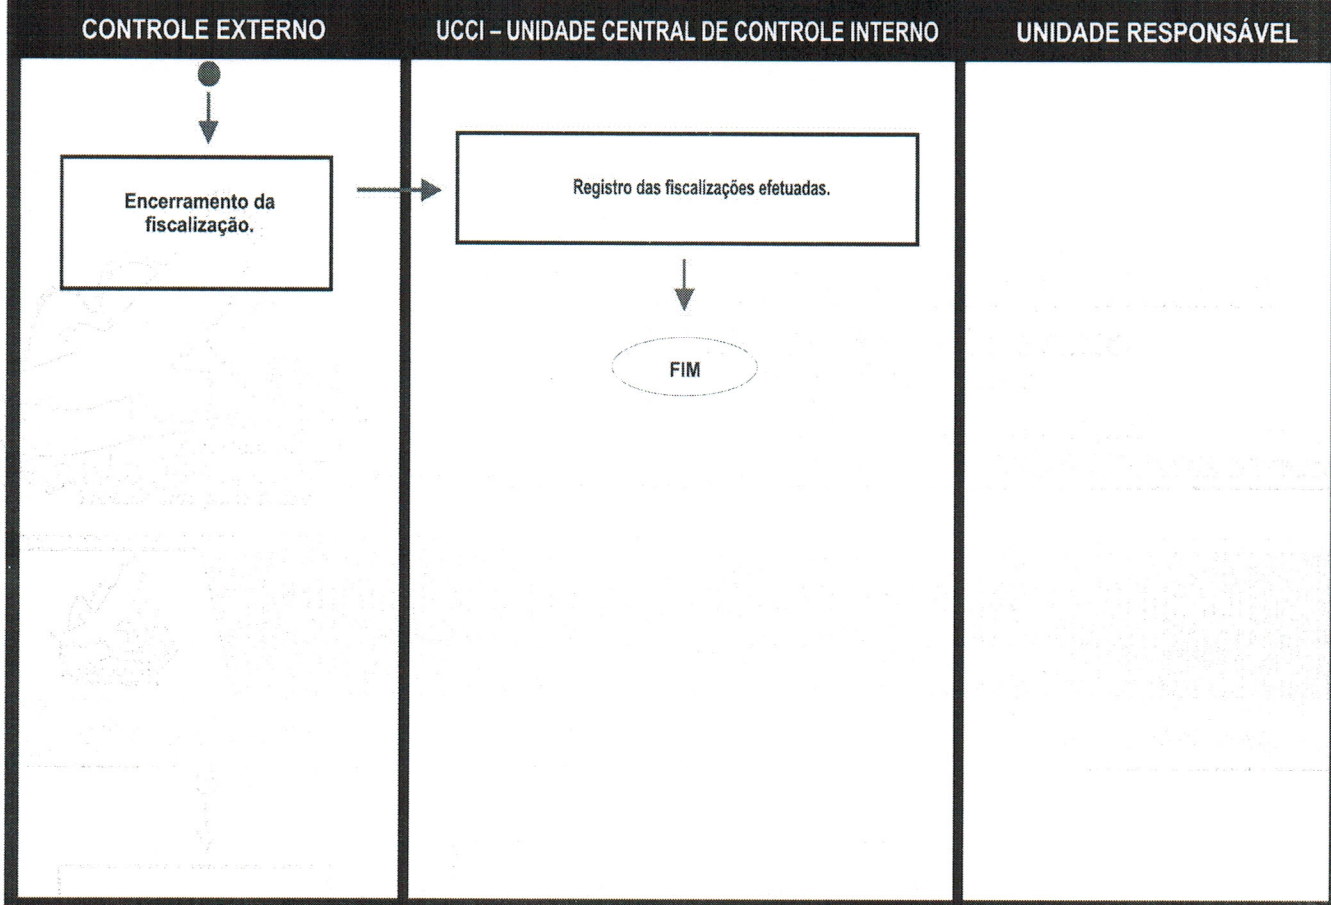 CONTROLE EXTERNO
UCCI – UNIDADE CENTRAL DE CONTROLE INTERNO
UNIDADE RESPONSÁVEL
Encerramento da
fiscalização.
Registro das fiscalizações efetuadas.
FIM